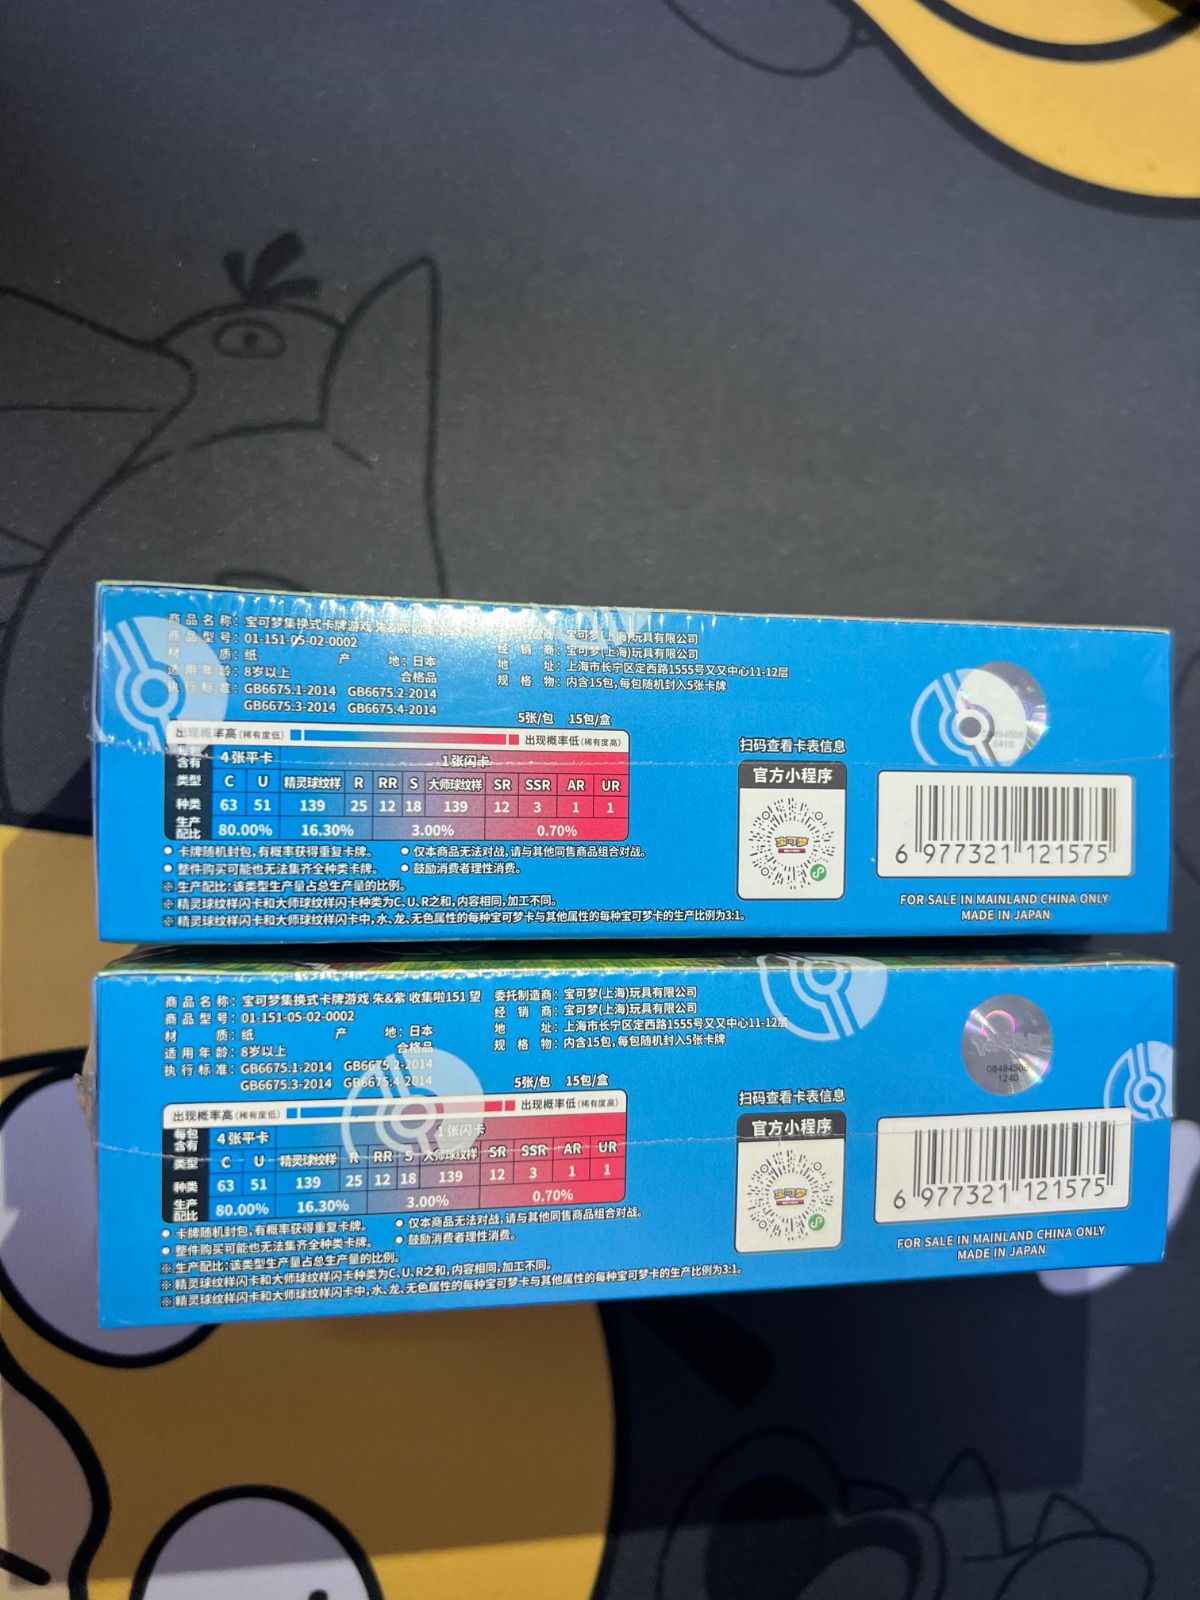 商品名称：宝可梦集换式卡牌游戏
商品型号：01-151-05-02-0002
材质：纸 产地：日本
适用年龄：8岁以上 合格品
执行标准：GB6675.1-2014 GB6675.2-2014
GB6675.3-2014 GB6675.4-2014
宝可梦(上海)玩具有限公司
经销商：宝可梦(上海)玩具有限公司
地址：上海市长宁区定西路1555号又又中心11-12层
规格物：内含15包，每包随机封入5张卡牌
5张/包 15包/盒
出现概率高(稀有度低) 出现概率低(稀有度高)
每包含有 4张平卡 1张闪卡
类型 C U 精灵球纹样 R RR S 大师球纹样 SR SSR AR UR
种类 63 51 139 25 12 18 139 12 3 1 1
生产配比 80.00% 16.30% 3.00% 0.70%
● 卡牌随机封包，有概率获得重复卡牌。 ● 仅本商品无法对战，请与其他同售商品组合对战。
● 整件购买可能也无法集齐全种类卡牌。 ● 鼓励消费者理性消费。
※ 生产配比：该类型生产量占总生产量的比例。
※ 精灵球纹样闪卡和大师球纹样闪卡种类为C、U、R之和，内容相同，加工不同。
※ 精灵球纹样闪卡和大师球纹样闪卡中，水、龙、无色属性的每种宝可梦卡与其他属性的每种宝可梦卡的生产比例为3:1。
扫码查看卡表信息
官方小程序
宝可梦
6 977321 121575
FOR SALE IN MAINLAND CHINA ONLY
MADE IN JAPAN
商品名称：宝可梦集换式卡牌游戏 朱&紫 收集啦151 望
商品型号：01-151-05-02-0002
材质：纸 产地：日本
适用年龄：8岁以上 合格品
执行标准：GB6675.1-2014 GB6675.2-2014
GB6675.3-2014 GB6675.4-2014
委托制造商：宝可梦(上海)玩具有限公司
经销商：宝可梦(上海)玩具有限公司
地址：上海市长宁区定西路1555号又又中心11-12层
规格物：内含15包，每包随机封入5张卡牌
5张/包 15包/盒
出现概率高(稀有度低) 出现概率低(稀有度高)
每包含有 4张平卡 1张闪卡
类型 C U 精灵球纹样 R RR S 大师球纹样 SR SSR AR UR
种类 63 51 139 25 12 18 139 12 3 1 1
生产配比 80.00% 16.30% 3.00% 0.70%
● 卡牌随机封包，有概率获得重复卡牌。 ● 仅本商品无法对战，请与其他同售商品组合对战。
● 整件购买可能也无法集齐全种类卡牌。 ● 鼓励消费者理性消费。
※ 生产配比：该类型生产量占总生产量的比例。
※ 精灵球纹样闪卡和大师球纹样闪卡种类为C、U、R之和，内容相同，加工不同。
※ 精灵球纹样闪卡和大师球纹样闪卡中，水、龙、无色属性的每种宝可梦卡与其他属性的每种宝可梦卡的生产比例为3:1。
扫码查看卡表信息
官方小程序
宝可梦
08494508
1240
6 977321 121575
FOR SALE IN MAINLAND CHINA ONLY
MADE IN JAPAN